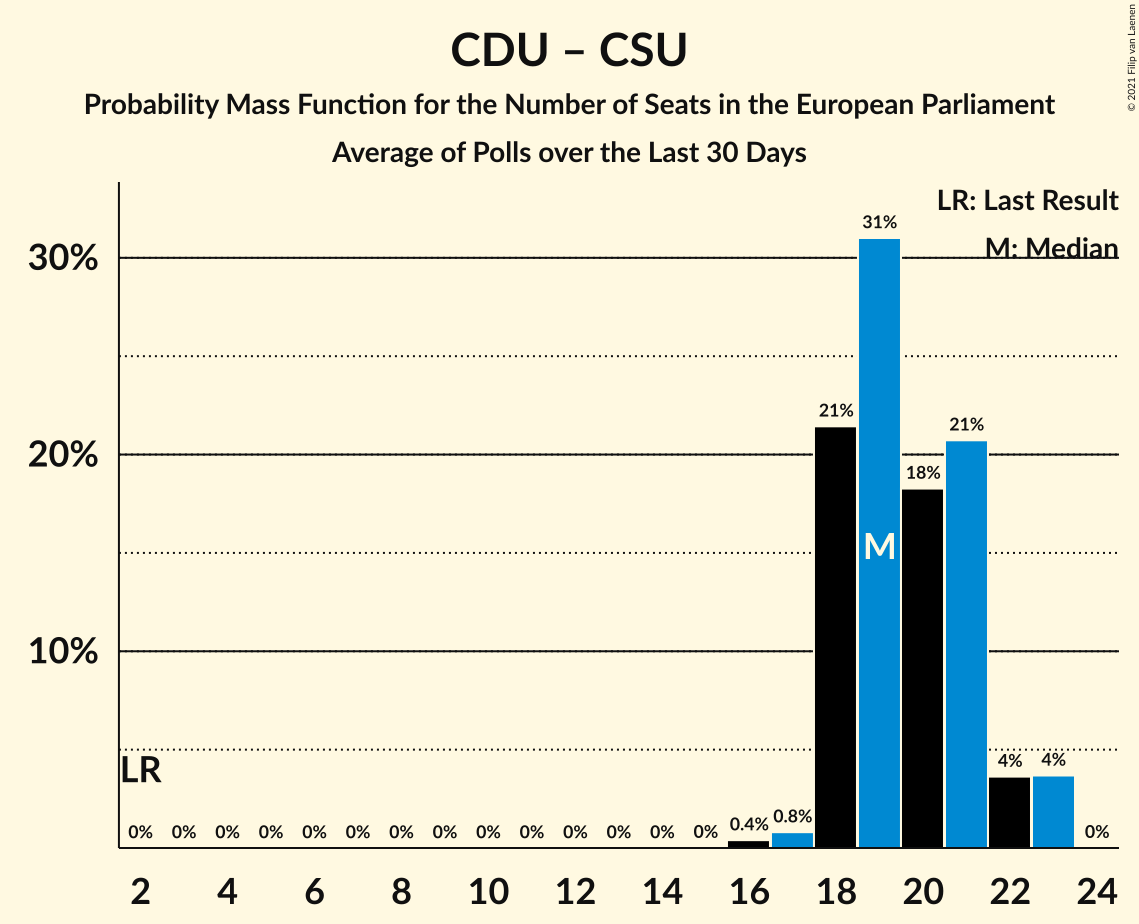 CDU – CSU
Probability Mass Function for the Number of Seats in the European Parliament
Average of Polls over the Last 30 Days
© 2021 Filip van Laenen
LR: Last Result
M: Median
30%
20%
10%
31%
21%
21%
18%
M
LR
4%
4%
0% 0% 0% 0% 0% 0% 0% 0% 0% 0% 0% 0% 0% 0% 0.4% 0.8% 0%
2 4 6 8 10 12 14 16 18 20 22 24